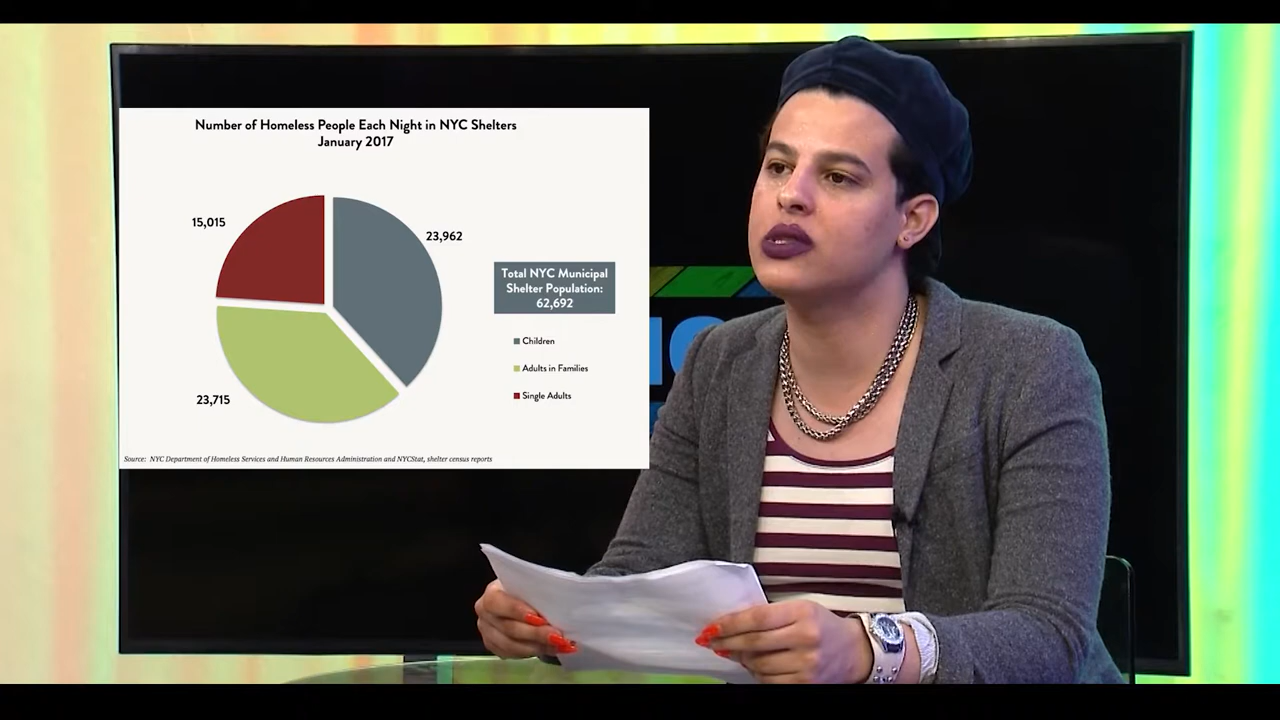 Number of Homeless People Each Night in NYC Shelters
January 2017
15,015
23,962
Total NYC Municipal
Shelter Population:
62,692
Children
Adults in Families
Single Adults
23,715
Source: NYC Department of Homeless Services and Human Resources Administration and NYCStat, shelter census reports